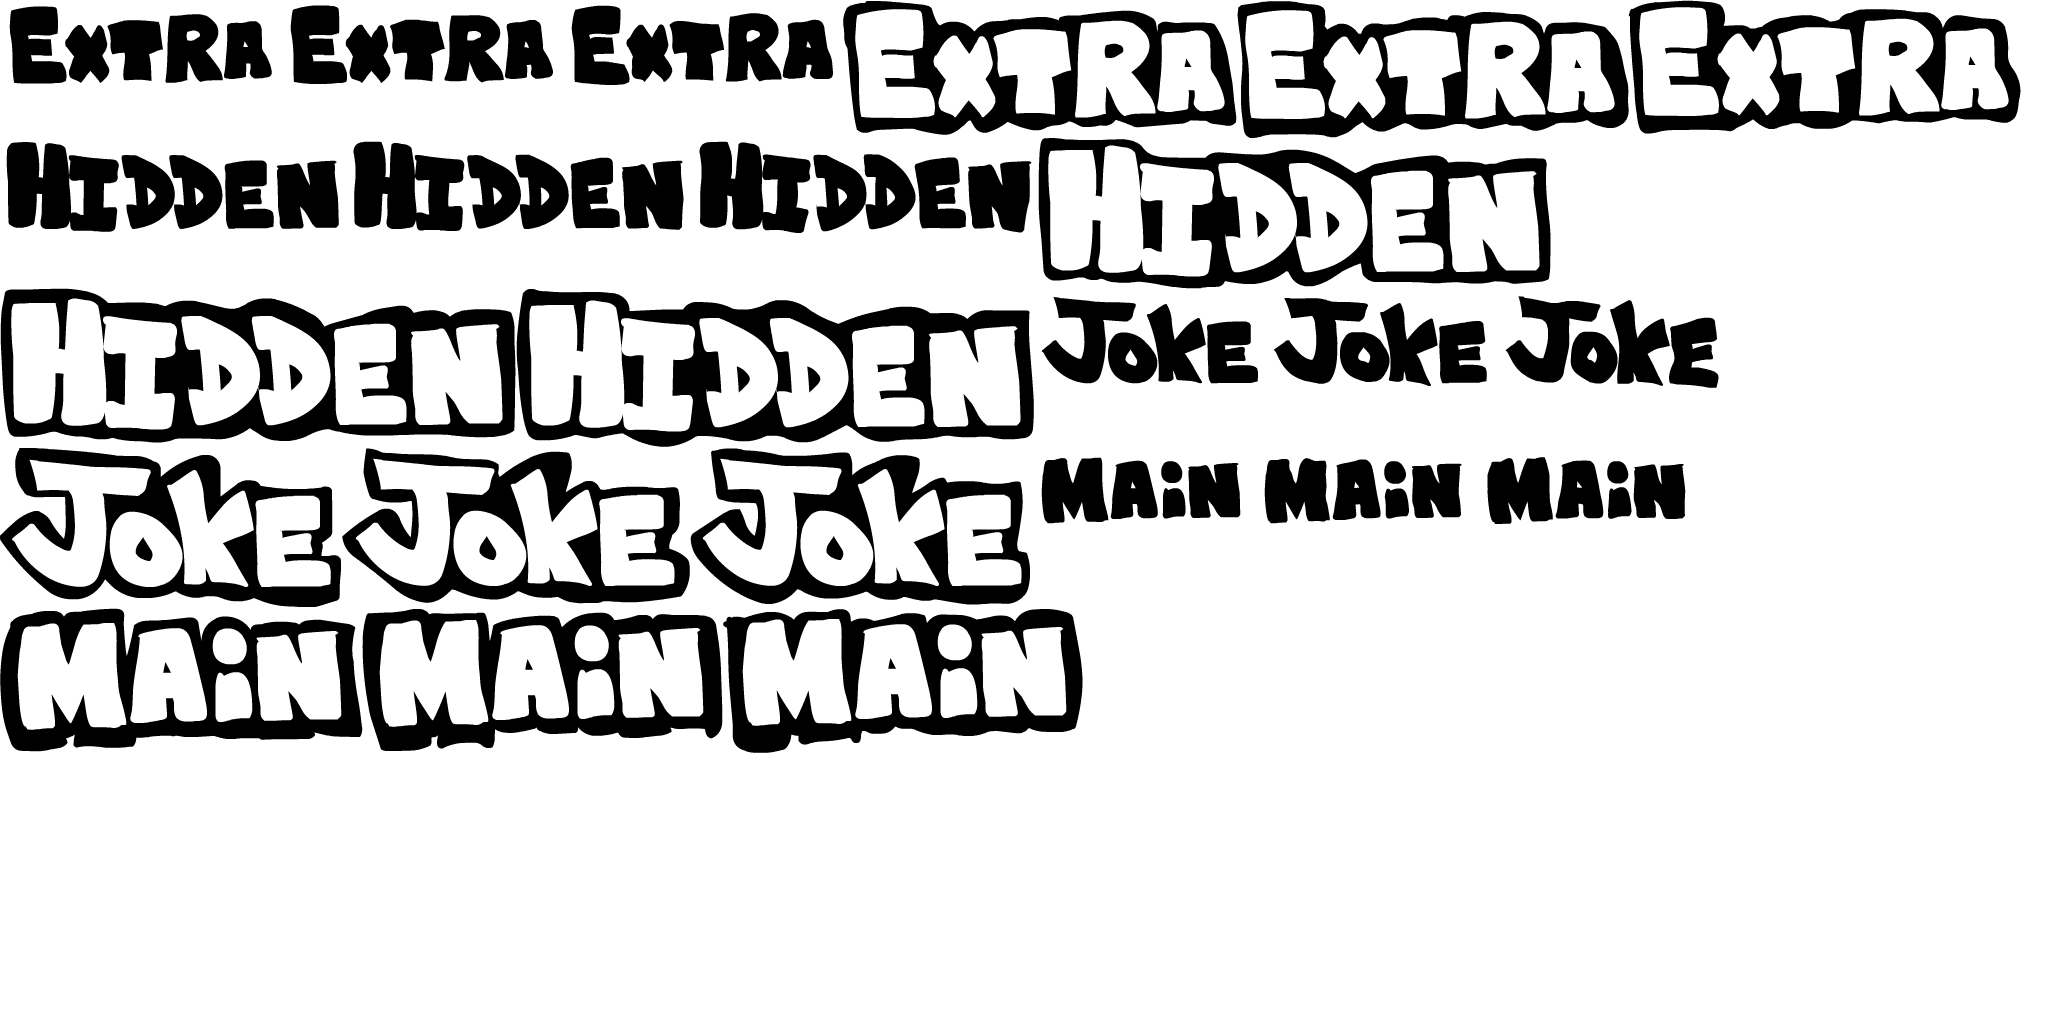 EXTRA EXTRA EXTRA EXTRA EXTRA EXTRA
HIDDEN HIDDEN HIDDEN HIDDEN
HIDDEN HIDDEN JOKE JOKE JOKE
JOKE JOKE JOKE MAiN MAiN MAiN
MAiN MAiN MAiN